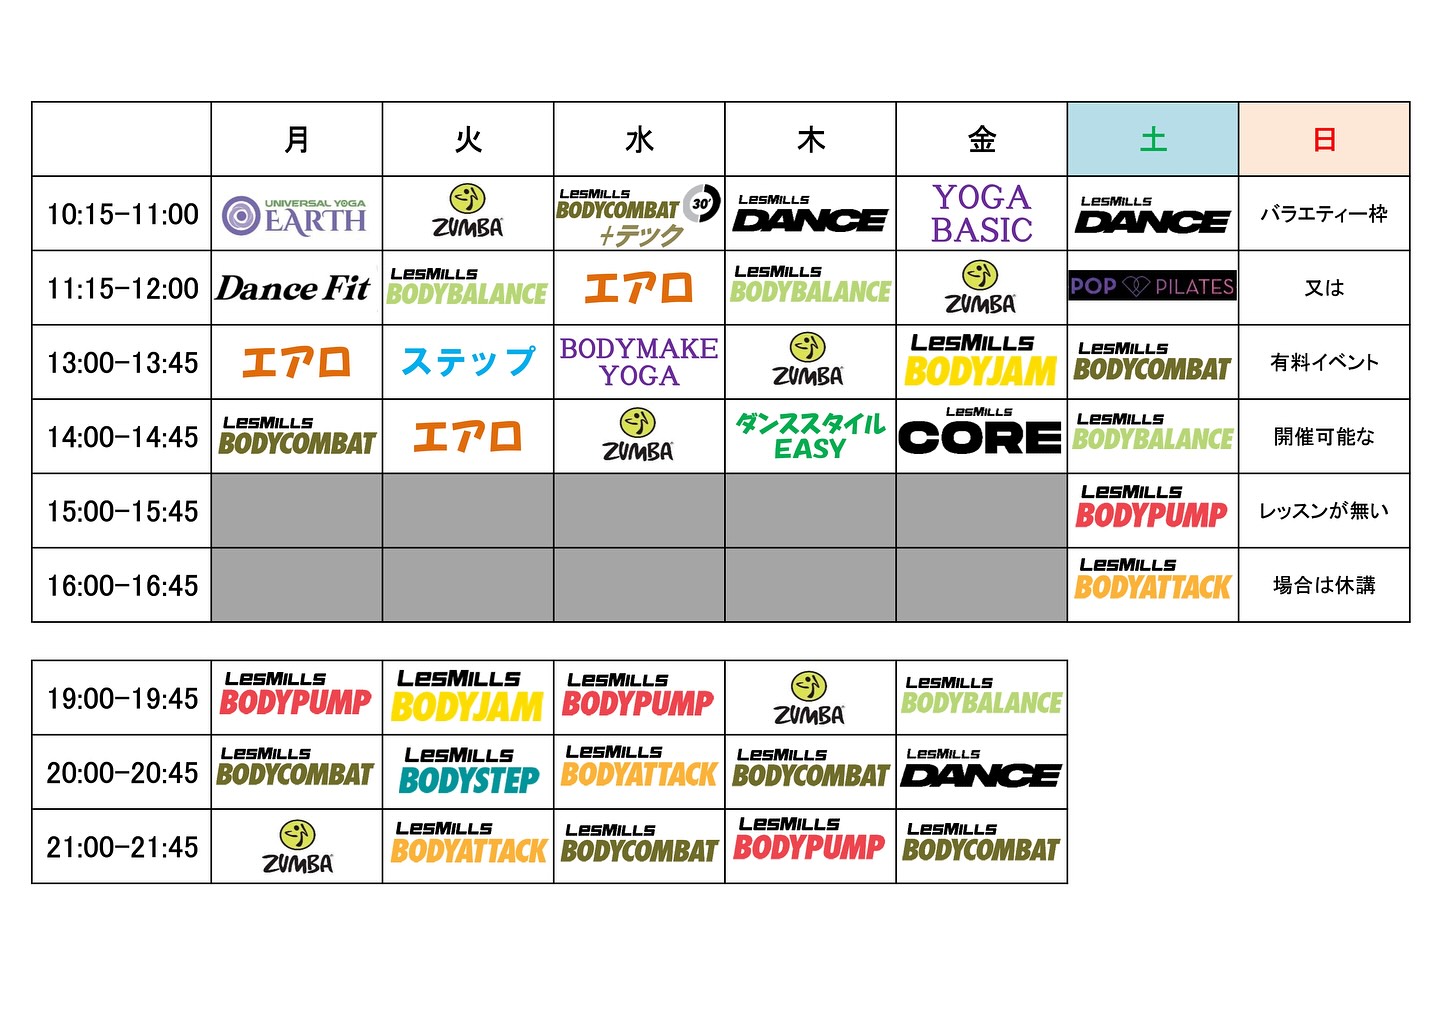 月 火 水 木 金 土 日
10:15-11:00 UNIVERSAL YOGA EARTH ZUMBA LesMILLS BODYCOMBAT 30' +テック LesMILLS DANCE YOGA BASIC LesMILLS DANCE バラエティー枠
11:15-12:00 Dance Fit LesMILLS BODYBALANCE エアロ LesMILLS BODYBALANCE ZUMBA POP PILATES 又は
13:00-13:45 エアロ ステップ BODYMAKE YOGA ZUMBA LesMILLS BODYJAM LesMILLS BODYCOMBAT 有料イベント
14:00-14:45 LesMILLS BODYCOMBAT エアロ ZUMBA ダンススタイル EASY LesMILLS CORE LesMILLS BODYBALANCE 開催可能な
15:00-15:45 LesMILLS BODYPUMP レッスンが無い
16:00-16:45 LesMILLS BODYATTACK 場合は休講
19:00-19:45 LesMILLS BODYPUMP LesMILLS BODYJAM LesMILLS BODYPUMP ZUMBA LesMILLS BODYBALANCE
20:00-20:45 LesMILLS BODYCOMBAT LesMILLS BODYSTEP LesMILLS BODYATTACK LesMILLS BODYCOMBAT LesMILLS DANCE
21:00-21:45 ZUMBA LesMILLS BODYATTACK LesMILLS BODYCOMBAT LesMILLS BODYPUMP LesMILLS BODYCOMBAT